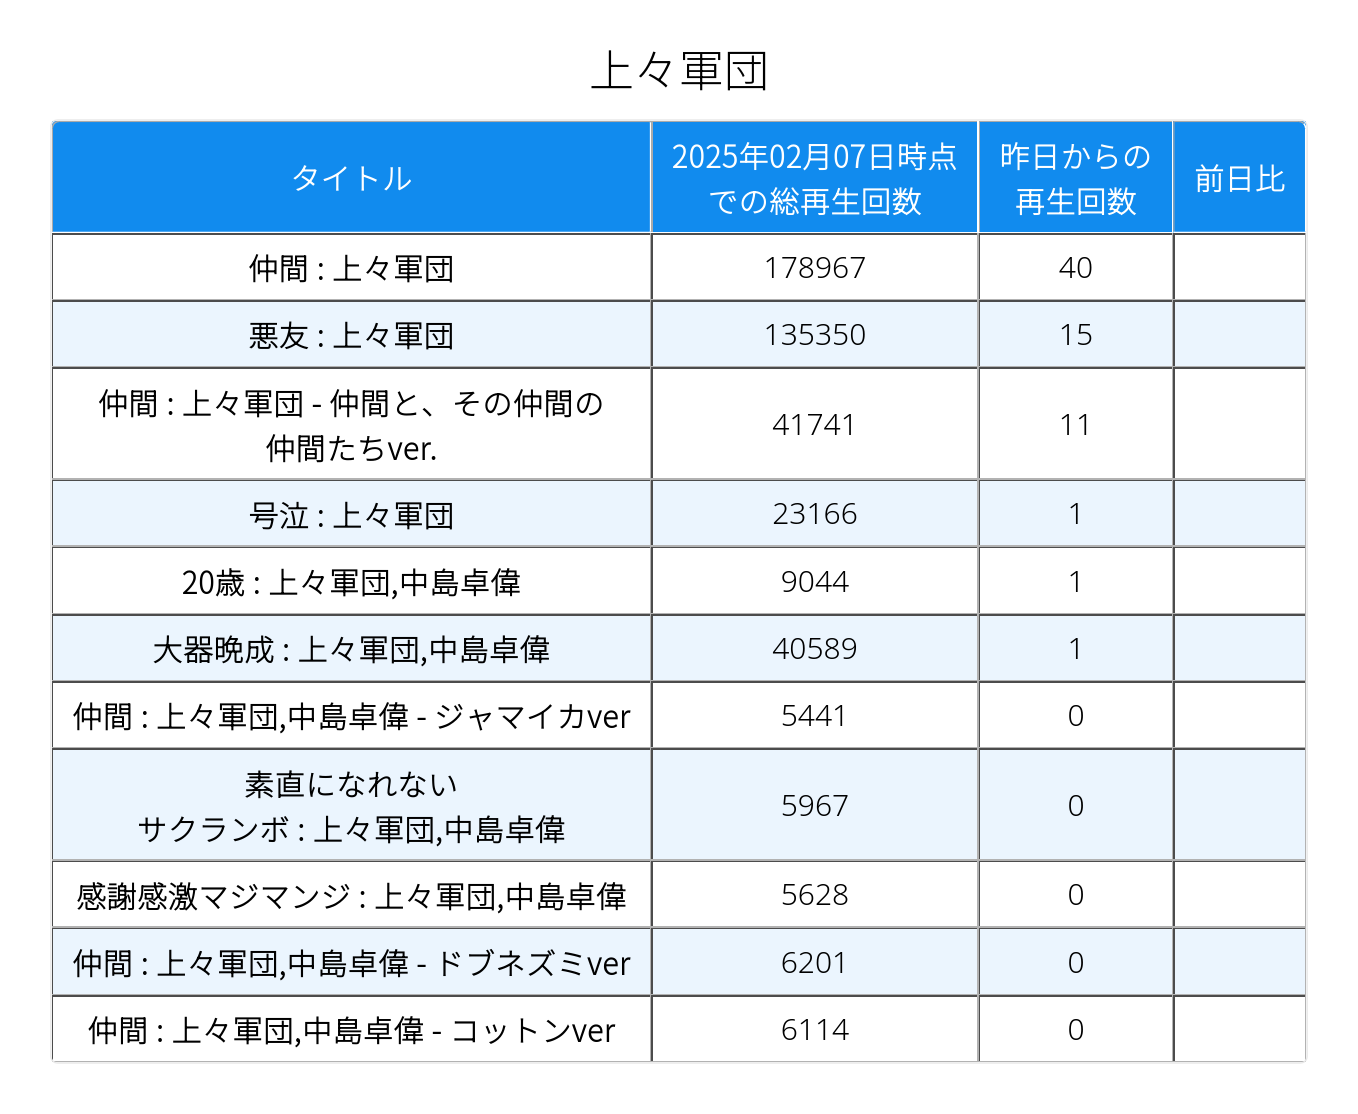 上々軍団
タイトル
2025年02月07日時点
での総再生回数
昨日からの
再生回数
前日比
仲間 : 上々軍団
178967
40
悪友 : 上々軍団
135350
15
仲間 : 上々軍団 - 仲間と、その仲間の
仲間たちver.
41741
11
号泣 : 上々軍団
23166
1
20歳 : 上々軍団,中島卓偉
9044
1
大器晩成 : 上々軍団,中島卓偉
40589
1
仲間 : 上々軍団,中島卓偉 - ジャマイカver
5441
0
素直になれない
サクランボ : 上々軍団,中島卓偉
5967
0
感謝感激マジマンジ : 上々軍団,中島卓偉
5628
0
仲間 : 上々軍団,中島卓偉 - ドブネズミver
6201
0
仲間 : 上々軍団,中島卓偉 - コットンver
6114
0